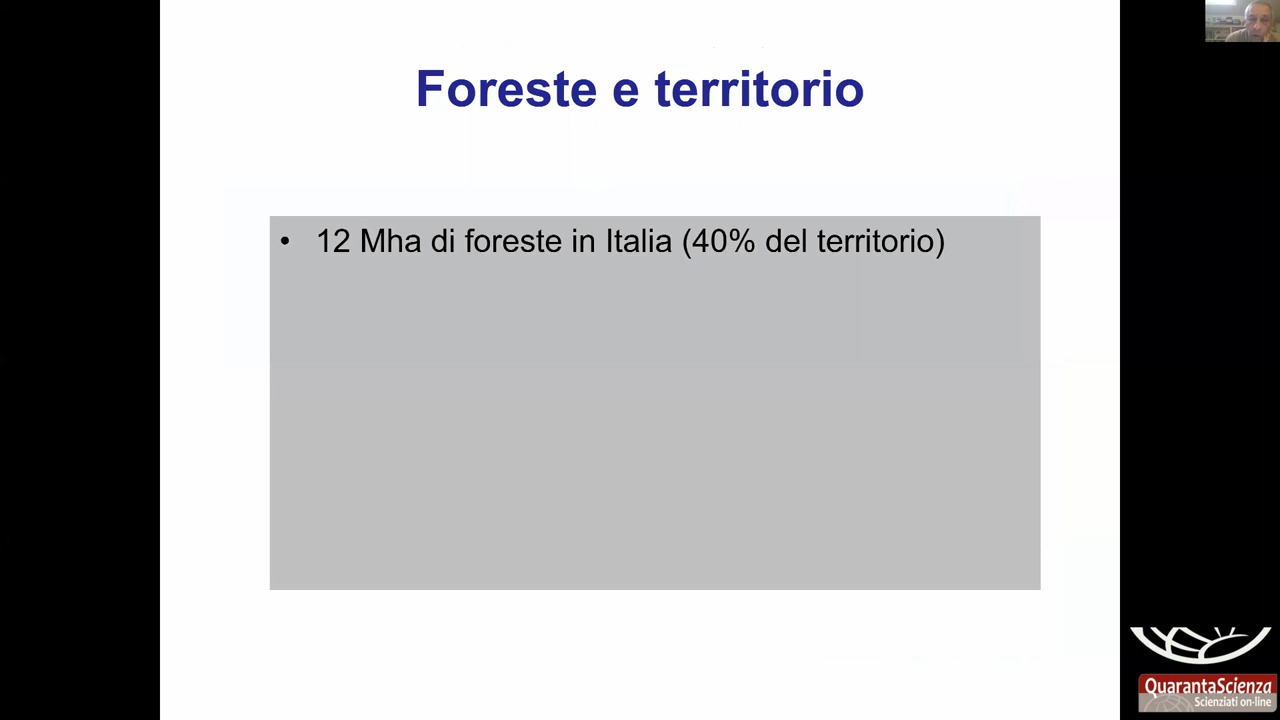 Foreste e territorio
• 12 Mha di foreste in Italia (40% del territorio)
QuarantaScienza
Scienziati on-line